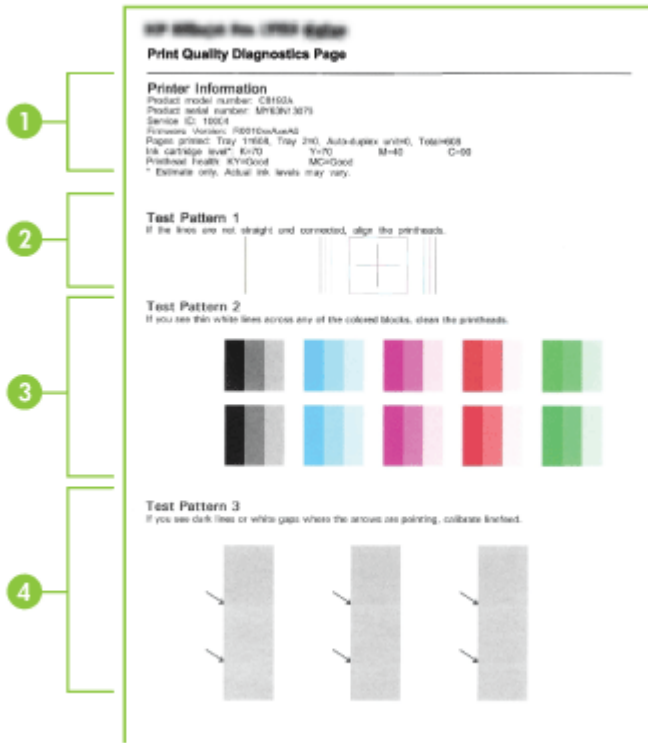 Print Quality Diagnostics Page
1
Printer Information
Product model number: C8192A
Product serial number:
Service ID:
Firmware Version:
Pages printed: Tray 1=608, Tray 2=0, Auto-duplex unit=0, Total=608
Ink cartridge level*: K=70 Y=70 M=40 C=90
Printhead health: KY=Good MC=Good
* Estimate only. Actual ink levels may vary.
2
Test Pattern 1
If the lines are not straight and connected, align the printheads.
3
Test Pattern 2
If you see thin white lines across any of the colored blocks, clean the printheads.
4
Test Pattern 3
If you see dark lines or white gaps where the arrows are pointing, calibrate linefeed.